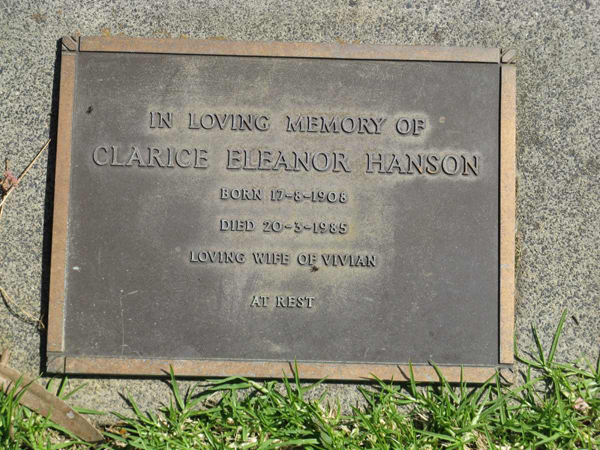 IN LOVING MEMORY OF
CLARICE ELEANOR HANSON
BORN 17-8-1908
DIED 20-3-1985
LOVING WIFE OF VIVIAN
AT REST